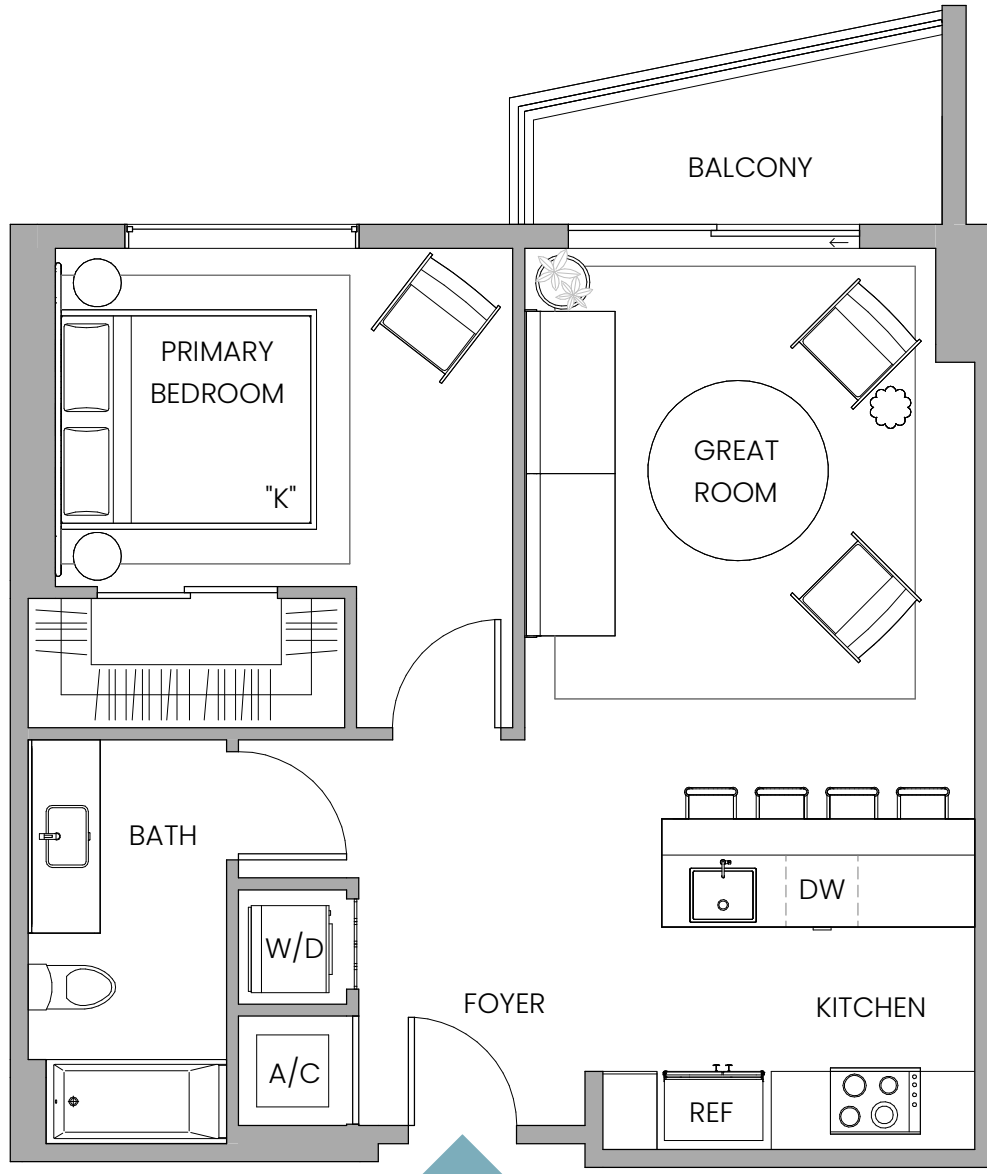 BALCONY
PRIMARY
BEDROOM
"K"
GREAT
ROOM
BATH
DW
W/D
FOYER
KITCHEN
A/C
REF